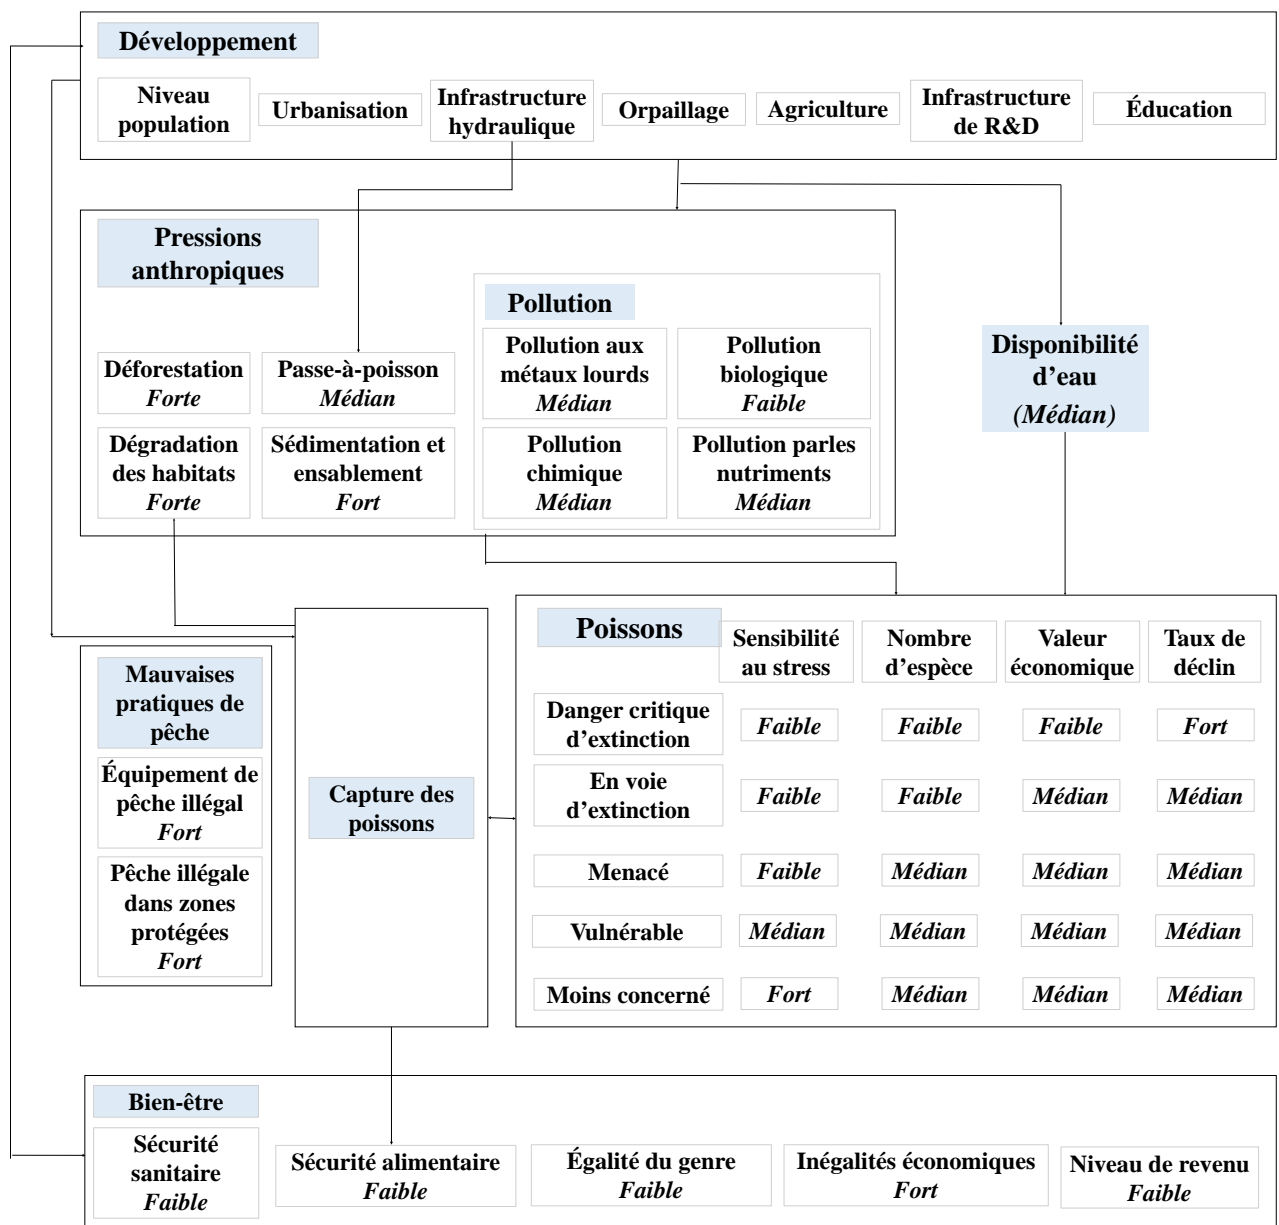 Développement
Niveau
population
Urbanisation
Infrastructure
hydraulique
Orpaillage
Agriculture
Infrastructure
de R&D
Éducation
Pressions
anthropiques
Déforestation
Forte
Passe-à-poisson
Médian
Dégradation
des habitats
Forte
Sédimentation et
ensablement
Fort
Pollution
Pollution aux
métaux lourds
Médian
Pollution
biologique
Faible
Pollution
chimique
Médian
Pollution parles
nutriments
Médian
Disponibilité
d'eau
(Médian)
Mauvaises
pratiques de
pêche
Équipement de
pêche illégal
Fort
Pêche illégale
dans zones
protégées
Fort
Capture des
poissons
Poissons
Sensibilité
au stress
Nombre
d'espèce
Valeur
économique
Taux de
déclin
Danger critique
d'extinction
Faible
Faible
Faible
Fort
En voie
d'extinction
Faible
Faible
Médian
Médian
Menacé
Faible
Médian
Médian
Médian
Vulnérable
Médian
Médian
Médian
Médian
Moins concerné
Fort
Médian
Médian
Médian
Bien-être
Sécurité
sanitaire
Faible
Sécurité alimentaire
Faible
Égalité du genre
Faible
Inégalités économiques
Fort
Niveau de revenu
Faible